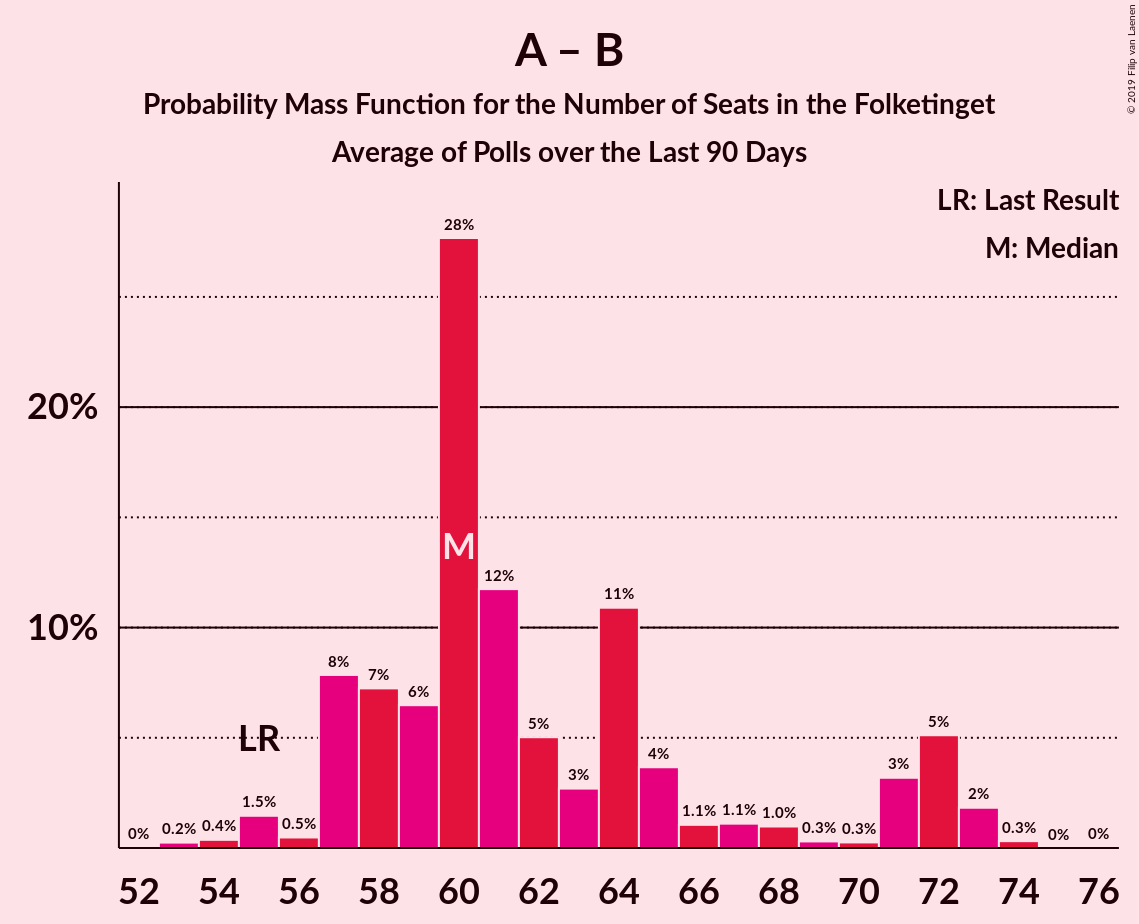 A – B
Probability Mass Function for the Number of Seats in the Folketinget
Average of Polls over the Last 90 Days
© 2019 Filip van Laenen
LR: Last Result
M: Median
20%
10%
0% 0.2% 0.4% 1.5% 0.5% 8% 7% 6% 28% 12% 5% 3% 11% 4% 1.1% 1.1% 1.0% 0.3% 0.3% 3% 5% 2% 0.3% 0% 0%
M
LR
52 54 56 58 60 62 64 66 68 70 72 74 76